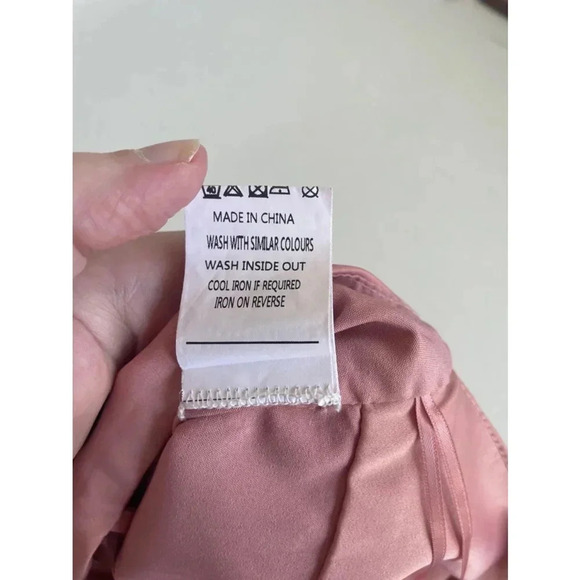 MADE IN CHINA
WASH WITH SIMILAR COLOURS
WASH INSIDE OUT
COOL IRON IF REQUIRED
IRON ON REVERSE